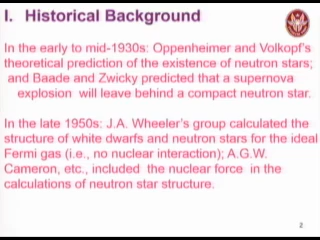 I. Historical Background
In the early to mid-1930s: Oppenheimer and Volkopf's
theoretical prediction of the existence of neutron stars;
and Baade and Zwicky predicted that a supernova
explosion will leave behind a compact neutron star.
In the late 1950s: J.A. Wheeler's group calculated the
structure of white dwarfs and neutron stars for the ideal
Fermi gas (i.e., no nuclear interaction); A.G.W.
Cameron, etc., included the nuclear force in the
calculations of neutron star structure.
2